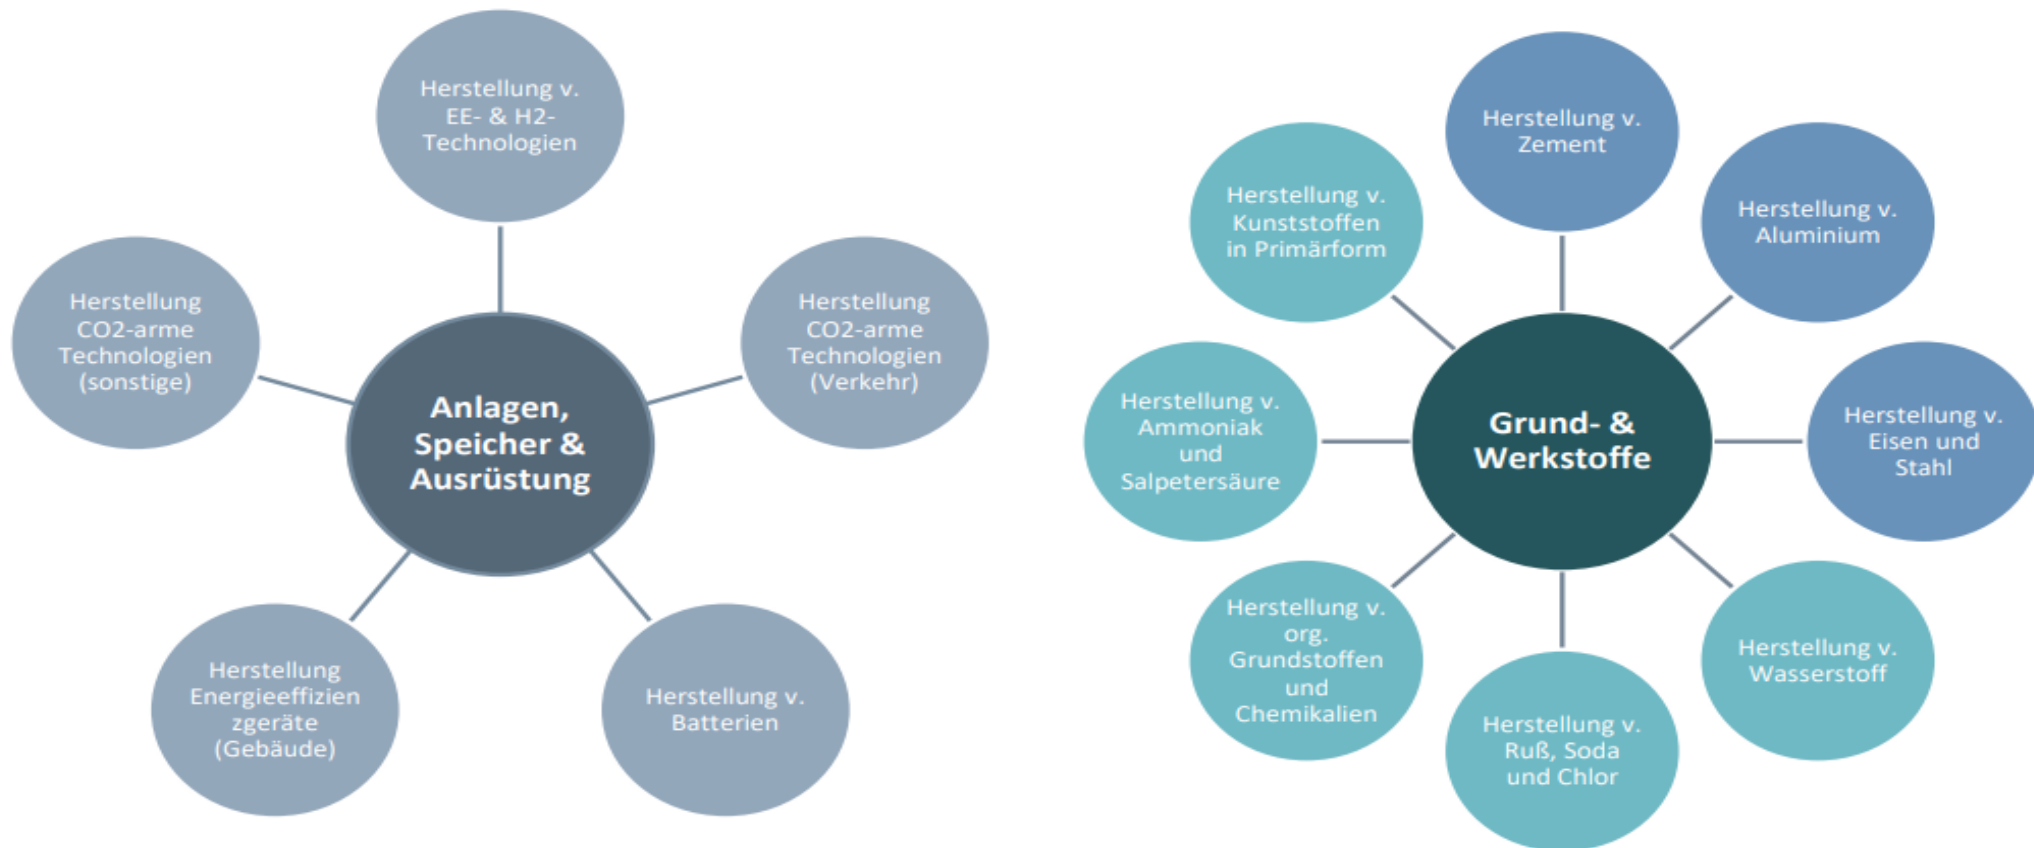 Herstellung v.
EE- & H2-
Technologien
Herstellung
CO2-arme
Technologien
(sonstige)
Herstellung
CO2-arme
Technologien
(Verkehr)
Anlagen,
Speicher &
Ausrüstung
Herstellung
Energieeffizien
zgeräte
(Gebäude)
Herstellung v.
Batterien
Herstellung v.
Zement
Herstellung v.
Kunststoffen
in Primärform
Herstellung v.
Aluminium
Herstellung v.
Ammoniak
und
Salpetersäure
Grund- &
Werkstoffe
Herstellung v.
Eisen und
Stahl
Herstellung v.
org.
Grundstoffen
und
Chemikalien
Herstellung v.
Wasserstoff
Herstellung v.
Ruß, Soda
und Chlor